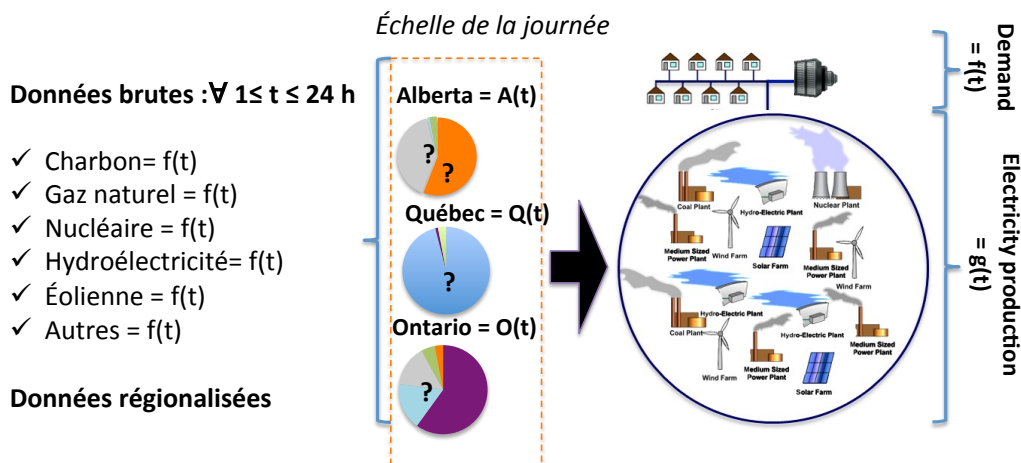 Échelle de la journée
Données brutes :∀ 1≤ t ≤ 24 h
✓ Charbon= f(t)
✓ Gaz naturel = f(t)
✓ Nucléaire = f(t)
✓ Hydroélectricité= f(t)
✓ Éolienne = f(t)
✓ Autres = f(t)
Données régionalisées
Alberta = A(t)
?
?
Québec = Q(t)
?
Ontario = O(t)
?
Coal Plant
Hydro-Electric Plant
Nuclear Plant
Medium Sized
Power Plant
Wind Farm
Solar Farm
Medium Sized
Power Plant
Wind Farm
Coal Plant
Hydro-Electric Plant
Hydro-Electric Plant
Medium Sized
Power Plant
Wind Farm
Medium Sized
Power Plant
Solar Farm
Demand
= f(t)
Electricity production
= g(t)